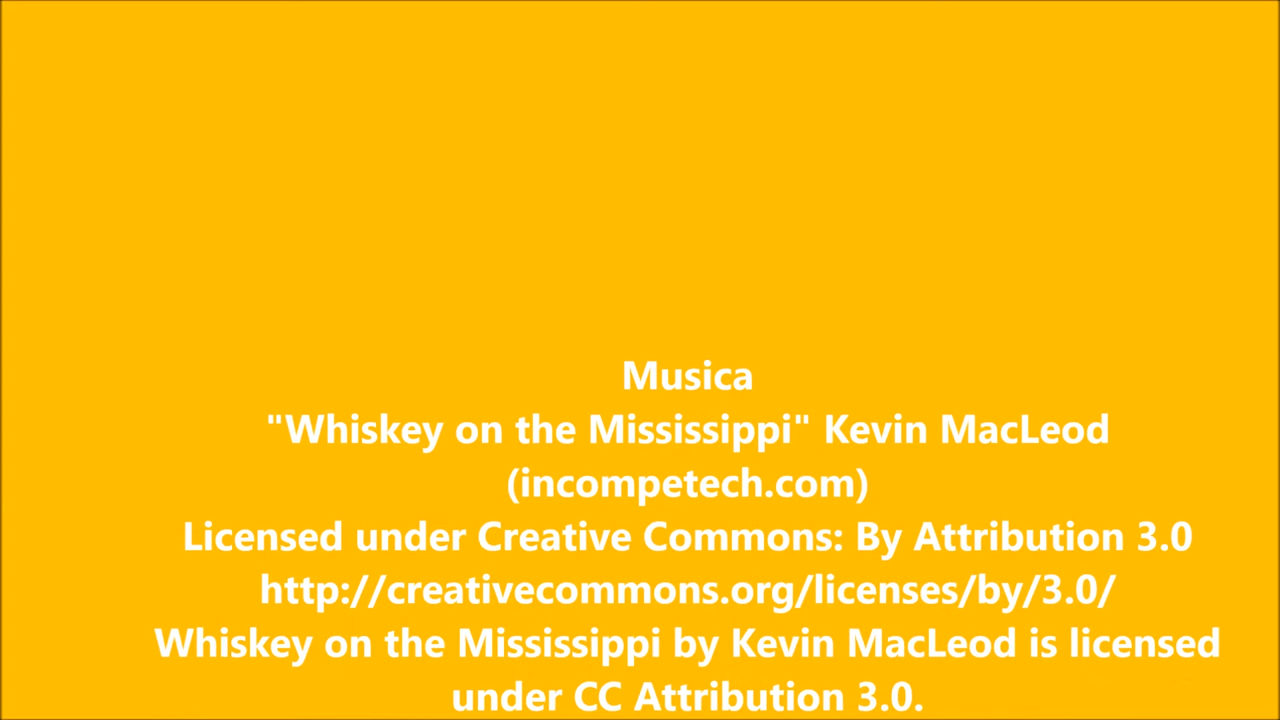 Musica
"Whiskey on the Mississippi" Kevin MacLeod
(incompetech.com)
Licensed under Creative Commons: By Attribution 3.0
http://creativecommons.org/licenses/by/3.0/
Whiskey on the Mississippi by Kevin MacLeod is licensed
under CC Attribution 3.0.